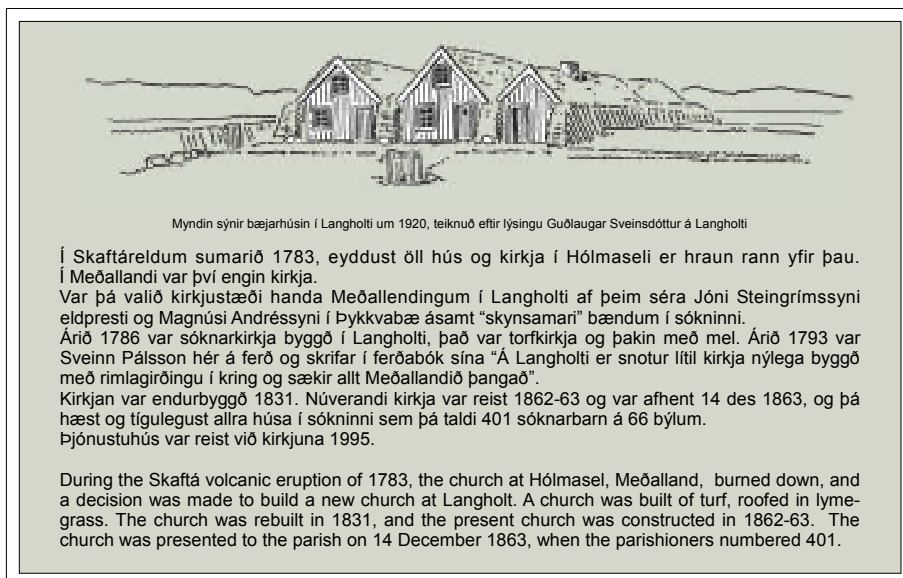 Myndin sýnir bæjarhúsin í Langholti um 1920, teiknuð eftir lýsingu Guðlaugar Sveinsdóttur á Langholti
Í Skaftáreldum sumarið 1783, eyddust öll hús og kirkja í Hólmaseli er hraun rann yfir þau.
Í Meðallandi var því engin kirkja.
Var þá valið kirkjustæði handa Meðallendingum í Langholti af þeim séra Jóni Steingrímssyni
eldpresti og Magnúsi Andréssyni í Þykkvabæ ásamt “skynsamari” bændum í sókninni.
Árið 1786 var sóknarkirkja byggð í Langholti, það var torfkirkja og þakin með mel. Árið 1793 var
Sveinn Pálsson hér á ferð og skrifar í ferðabók sína “Á Langholti er snotur lítil kirkja nýlega byggð
með rimlagirðingu í kring og sækir allt Meðallandið þangað”.
Kirkjan var endurbyggð 1831. Núverandi kirkja var reist 1862-63 og var afhent 14 des 1863, og þá
hæst og tígulegust allra húsa í sókninni sem þá taldi 401 sóknarbarn á 66 býlum.
Þjónustuhús var reist við kirkjuna 1995.
During the Skaftá volcanic eruption of 1783, the church at Hólmasel, Meðalland, burned down, and
a decision was made to build a new church at Langholt. A church was built of turf, roofed in lyme-
grass. The church was rebuilt in 1831, and the present church was constructed in 1862-63. The
church was presented to the parish on 14 December 1863, when the parishioners numbered 401.